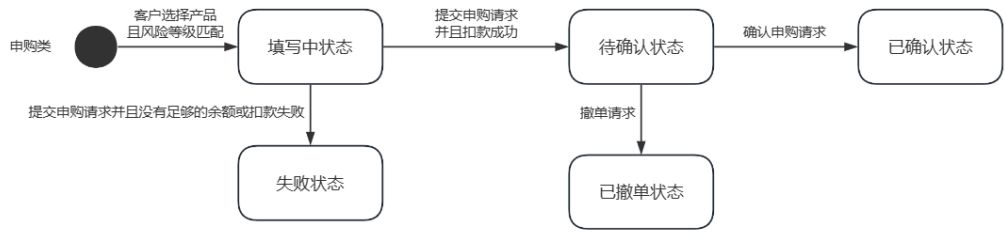 客户选择产品
且风险等级匹配
提交申购请求
并且扣款成功
确认申购请求
申购类
填写中状态
待确认状态
已确认状态
提交申购请求并且没有足够的余额或扣款失败
撤单请求
失败状态
已撤单状态